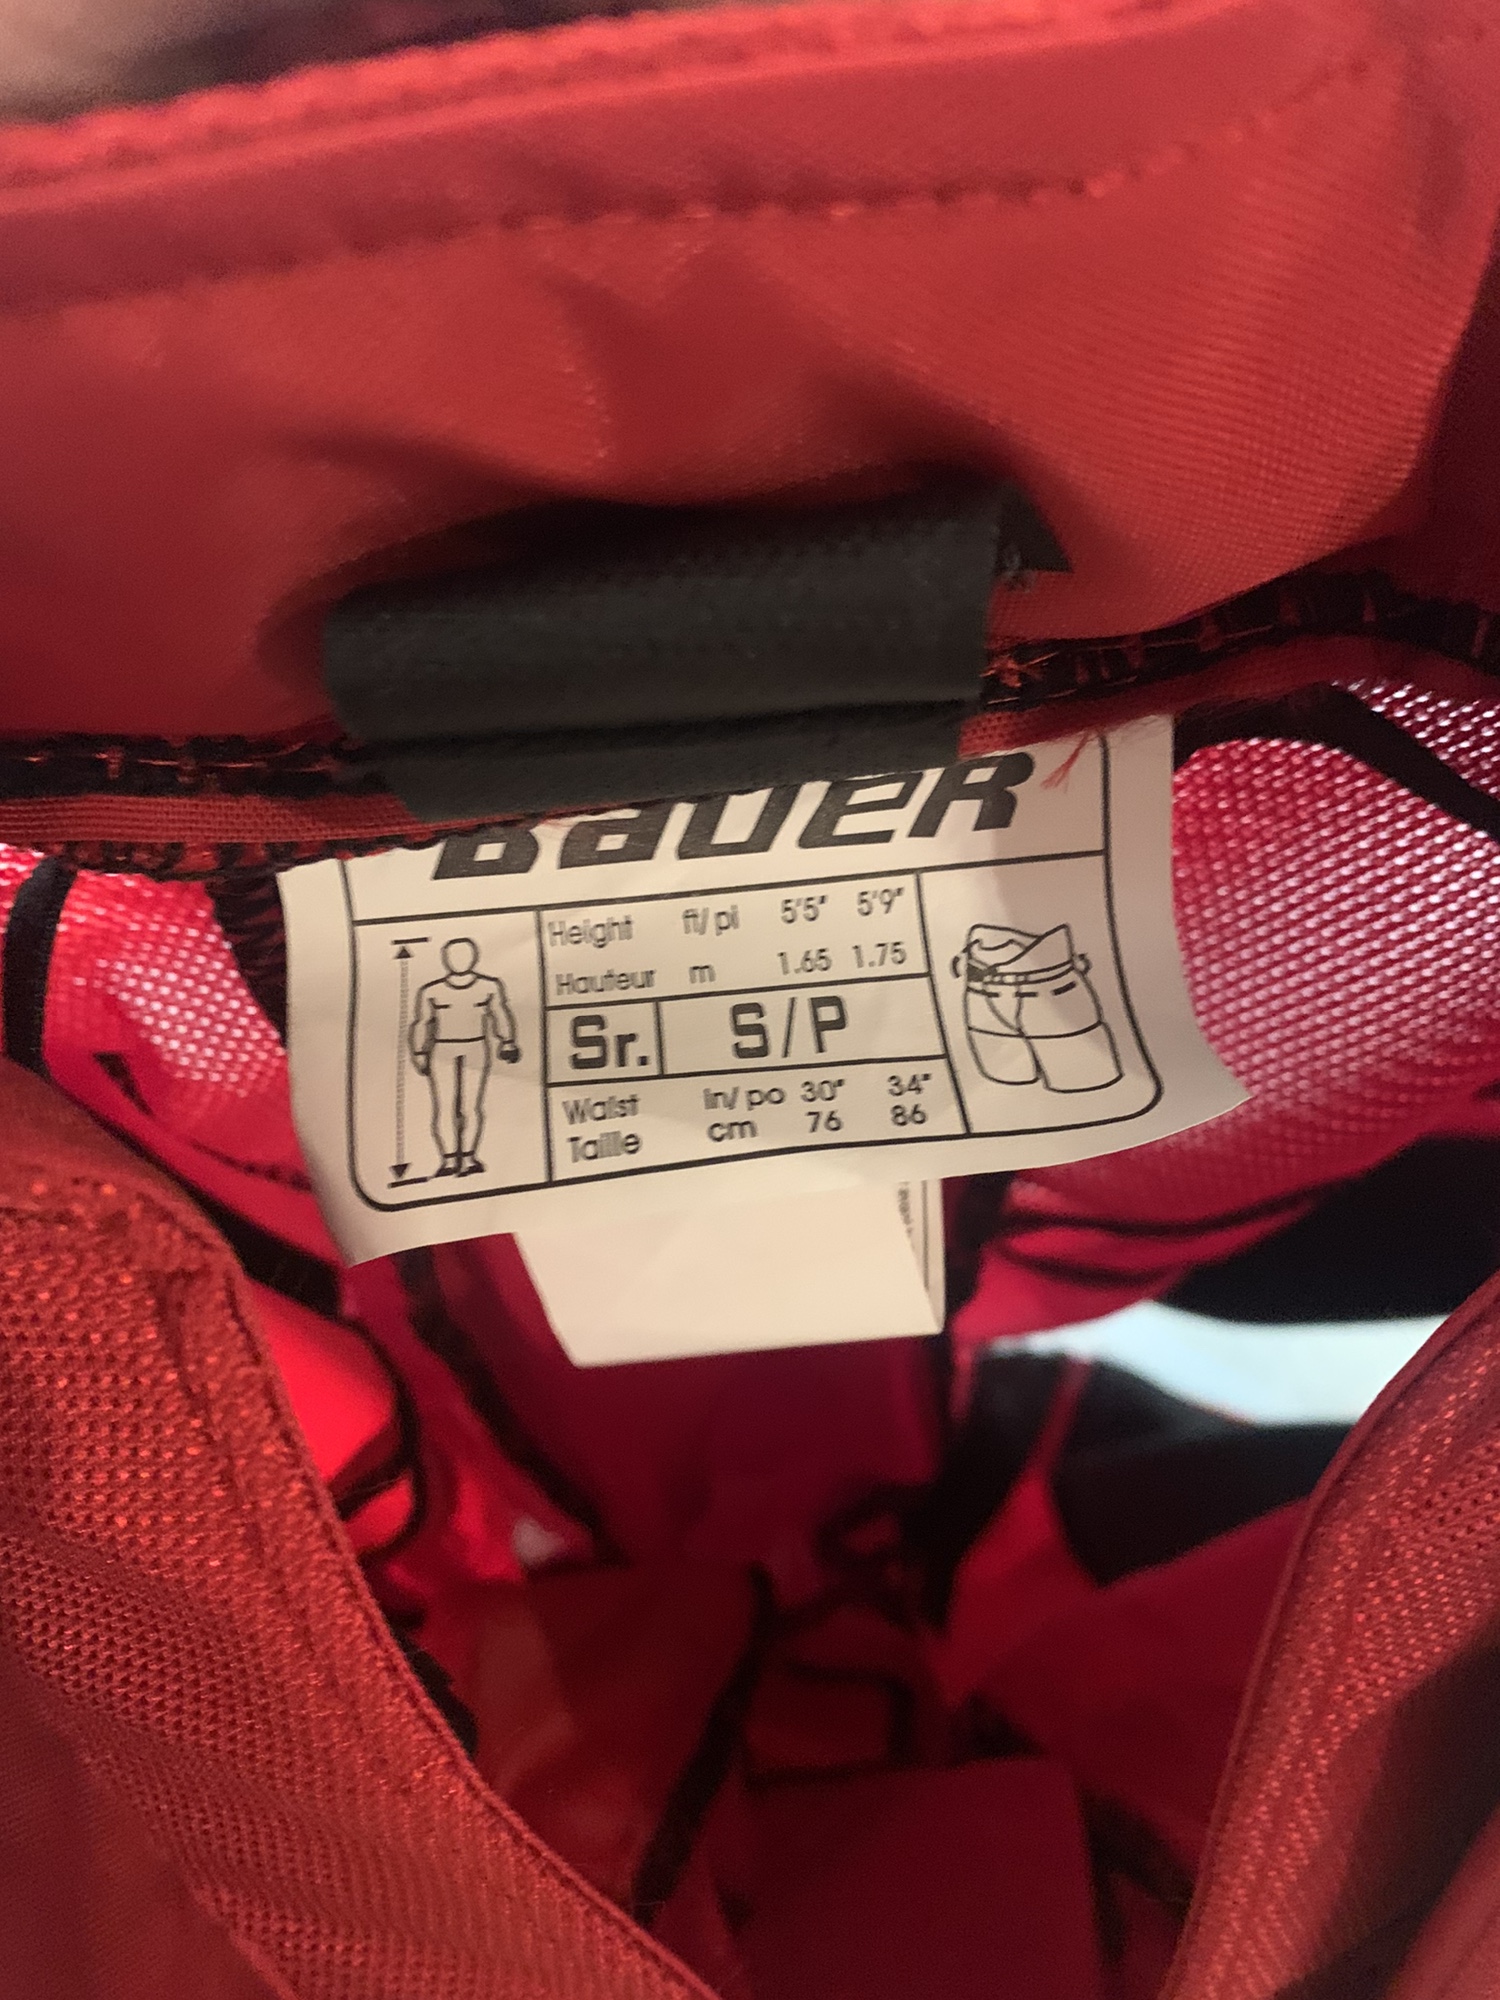 BAUER
Height ft/pi 5'5" 5'9"
Hauteur m 1.65 1.75
Sr. S/P
Waist in/po 30" 34"
Taille cm 76 86